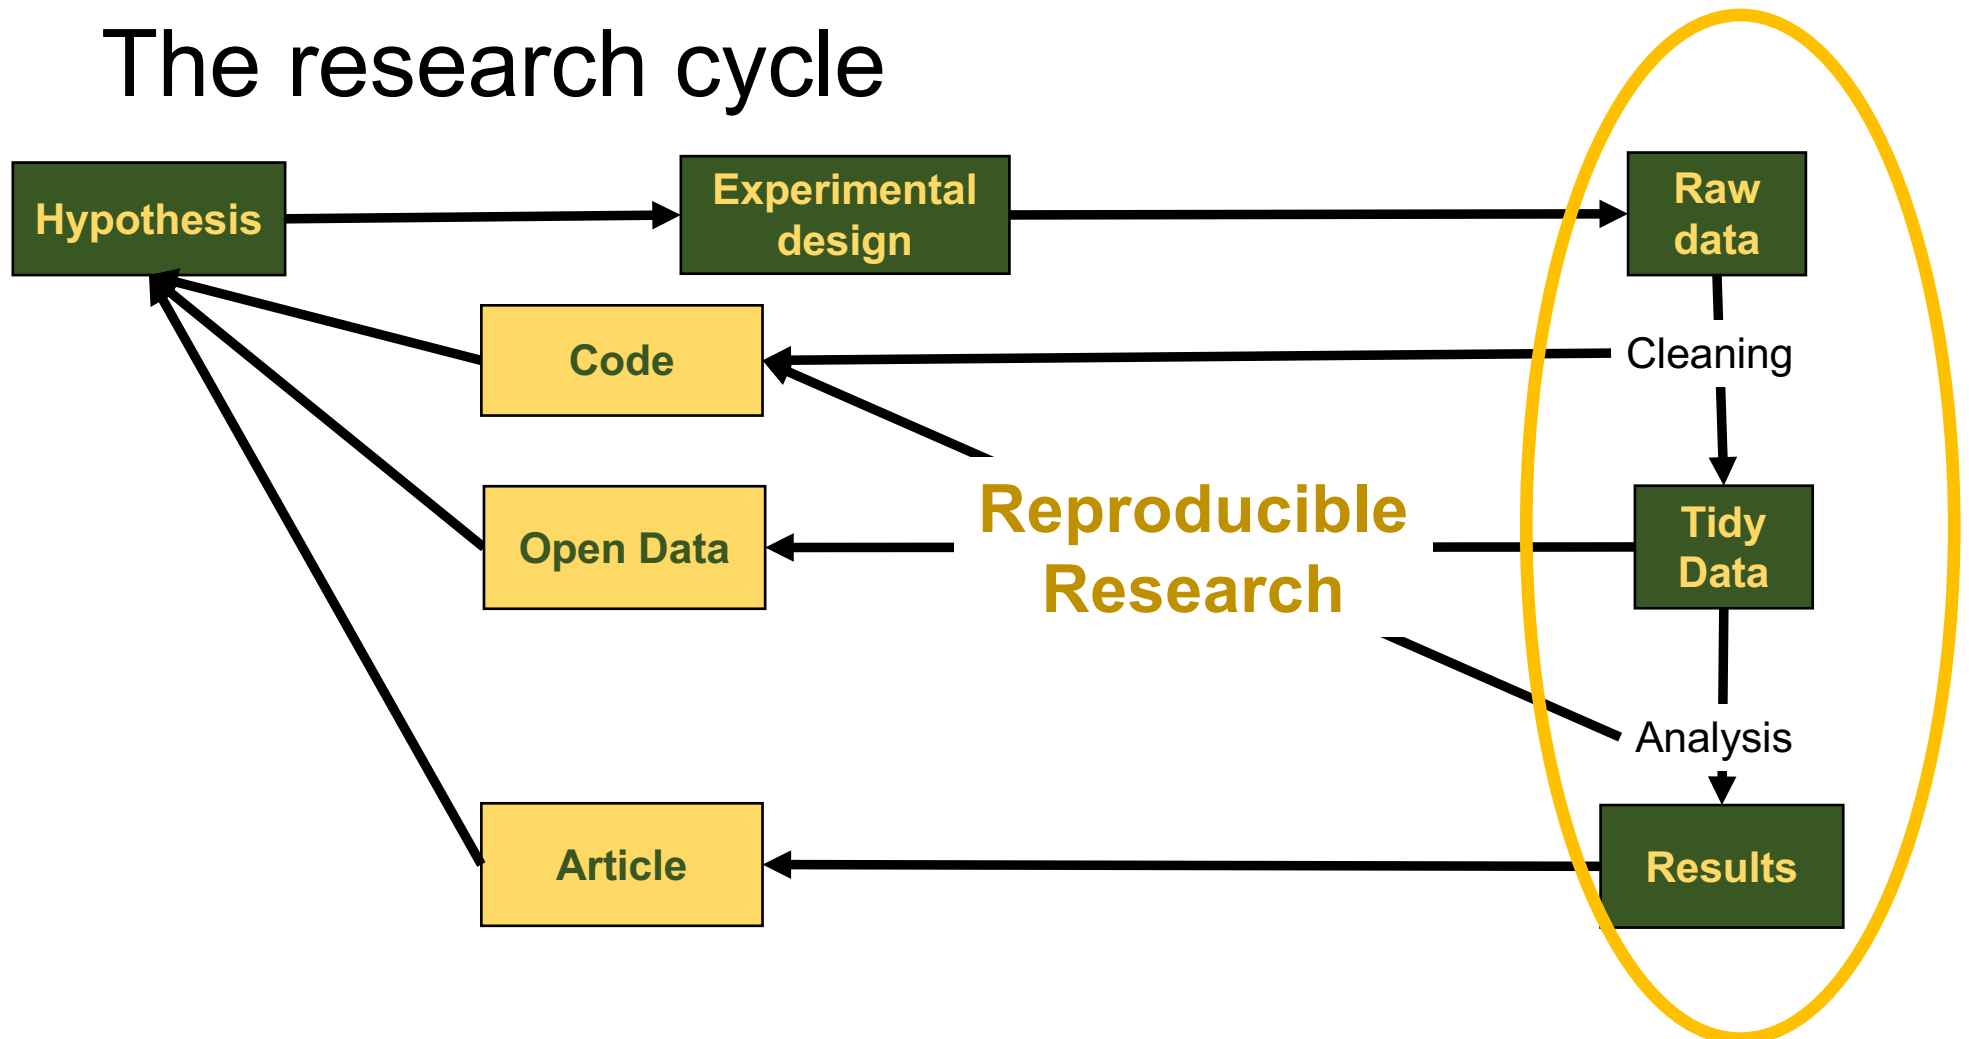 The research cycle
Hypothesis
Experimental
design
Raw
data
Code
Cleaning
Reproducible
Research
Open Data
Tidy
Data
Analysis
Article
Results